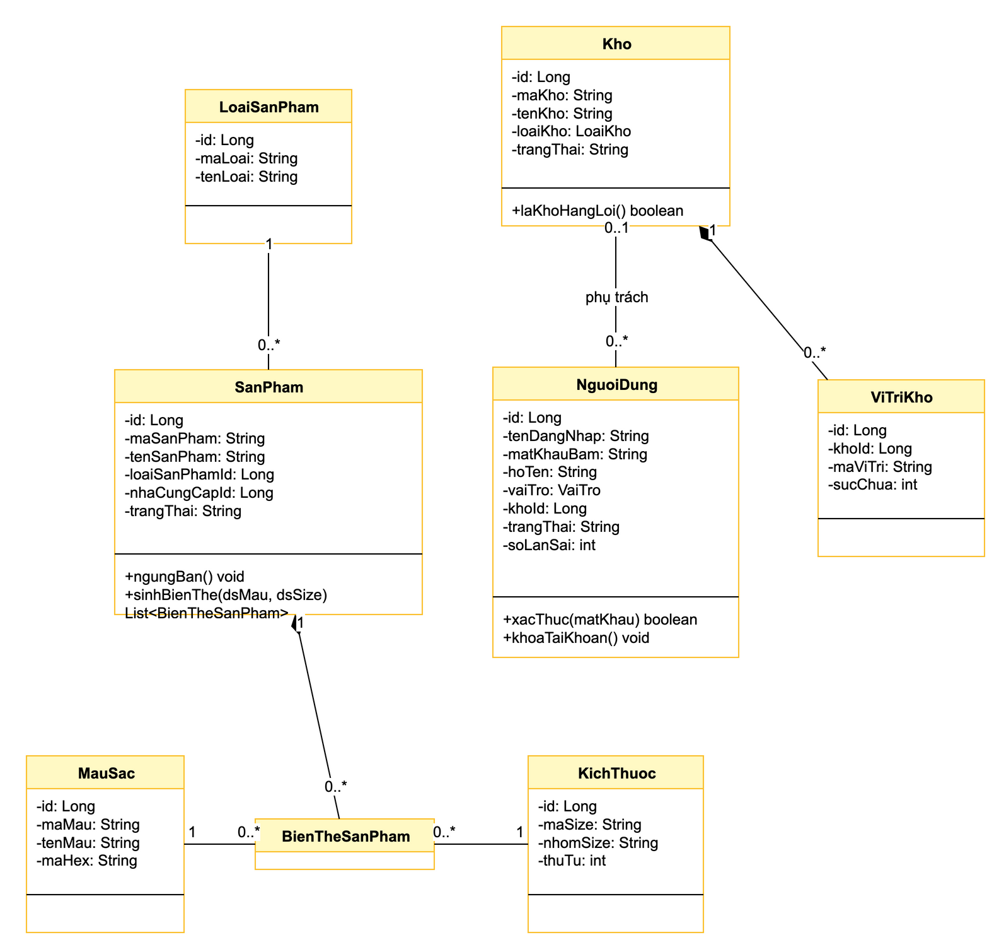 Kho
-id: Long
-maKho: String
-tenKho: String
-loaiKho: LoaiKho
-trangThai: String
+laKhoHangLoi() boolean
LoaiSanPham
-id: Long
-maLoai: String
-tenLoai: String
1
0..*
0..1
phụ trách
0..*
1
0..*
SanPham
-id: Long
-maSanPham: String
-tenSanPham: String
-loaiSanPhamId: Long
-nhaCungCapId: Long
-trangThai: String
+ngungBan() void
+sinhBienThe(dsMau, dsSize)
List<BienTheSanPham>
NguoiDung
-id: Long
-tenDangNhap: String
-matKhauBam: String
-hoTen: String
-vaiTro: VaiTro
-khoId: Long
-trangThai: String
-soLanSai: int
+xacThuc(matKhau) boolean
+khoaTaiKhoan() void
ViTriKho
-id: Long
-khoId: Long
-maViTri: String
-sucChua: int
1
0..*
MauSac
-id: Long
-maMau: String
-tenMau: String
-maHex: String
1
0..*
BienTheSanPham
0..*
1
KichThuoc
-id: Long
-maSize: String
-nhomSize: String
-thuTu: int